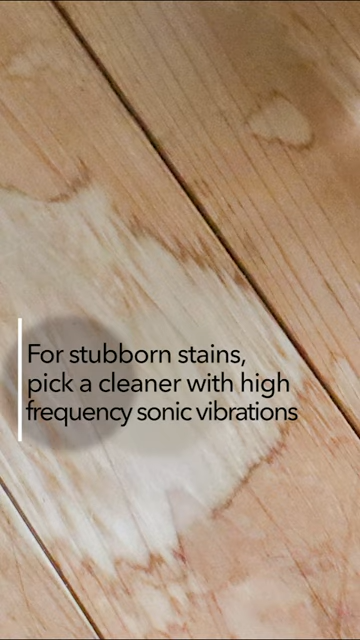 For stubborn stains,
pick a cleaner with high
frequency sonic vibrations